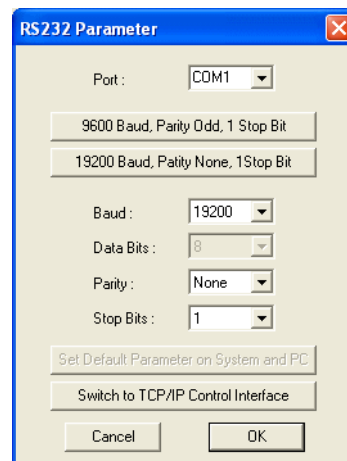 RS232 Parameter
Port : COM1
9600 Baud, Parity Odd, 1 Stop Bit
19200 Baud, Patity None, 1Stop Bit
Baud : 19200
Data Bits : 8
Parity : None
Stop Bits : 1
Set Default Parameter on System and PC
Switch to TCP/IP Control Interface
Cancel OK